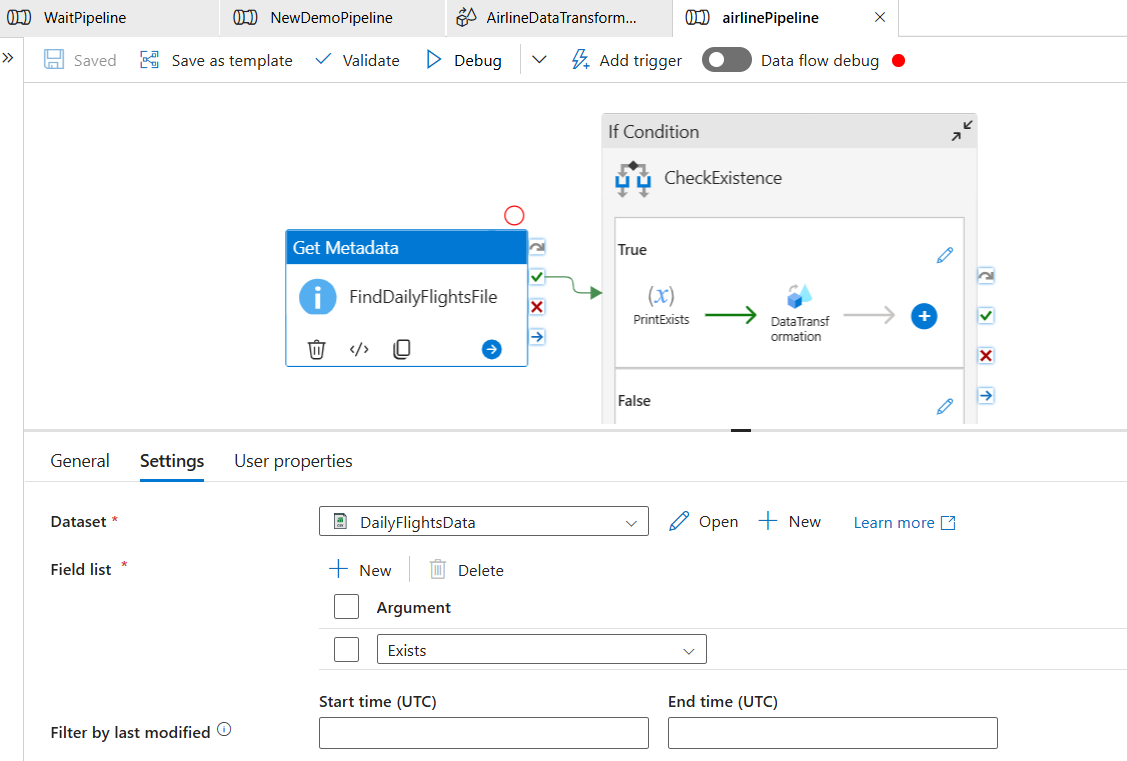 WaitPipeline
NewDemoPipeline
AirlineDataTransform...
airlinePipeline
Saved
Save as template
Validate
Debug
Add trigger
Data flow debug
If Condition
CheckExistence
Get Metadata
FindDailyFlightsFile
True
(x)
PrintExists
DataTransf
ormation
False
General
Settings
User properties
Dataset *
DailyFlightsData
Open
New
Learn more
Field list *
New
Delete
Argument
Exists
Start time (UTC)
End time (UTC)
Filter by last modified